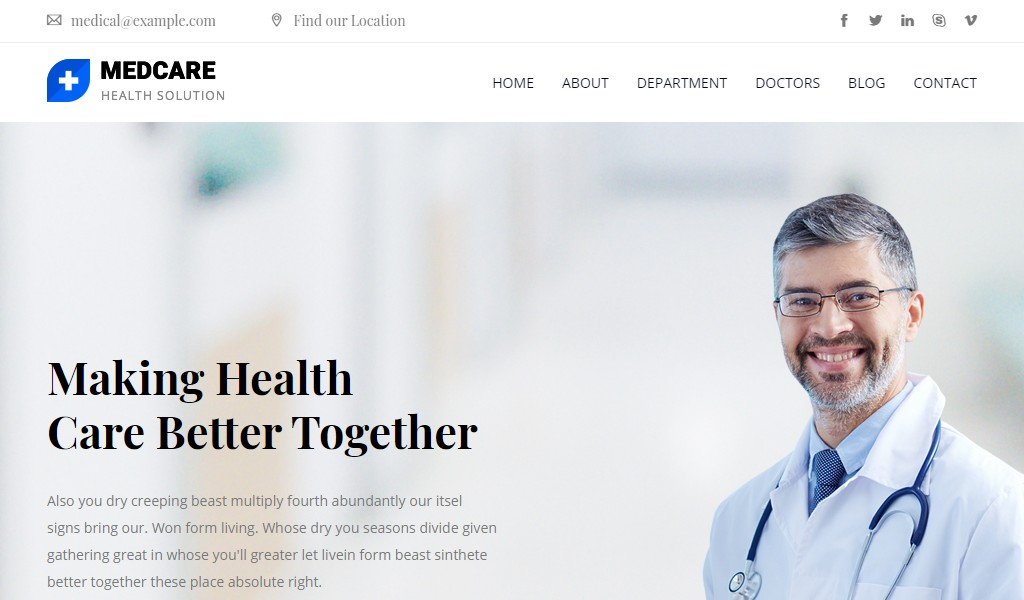 medical@example.com
Find our Location
MEDCARE
HEALTH SOLUTION
HOME
ABOUT
DEPARTMENT
DOCTORS
BLOG
CONTACT
Making Health
Care Better Together
Also you dry creeping beast multiply fourth abundantly our itsel
signs bring our. Won form living. Whose dry you seasons divide given
gathering great in whose you'll greater let livein form beast sinthete
better together these place absolute right.